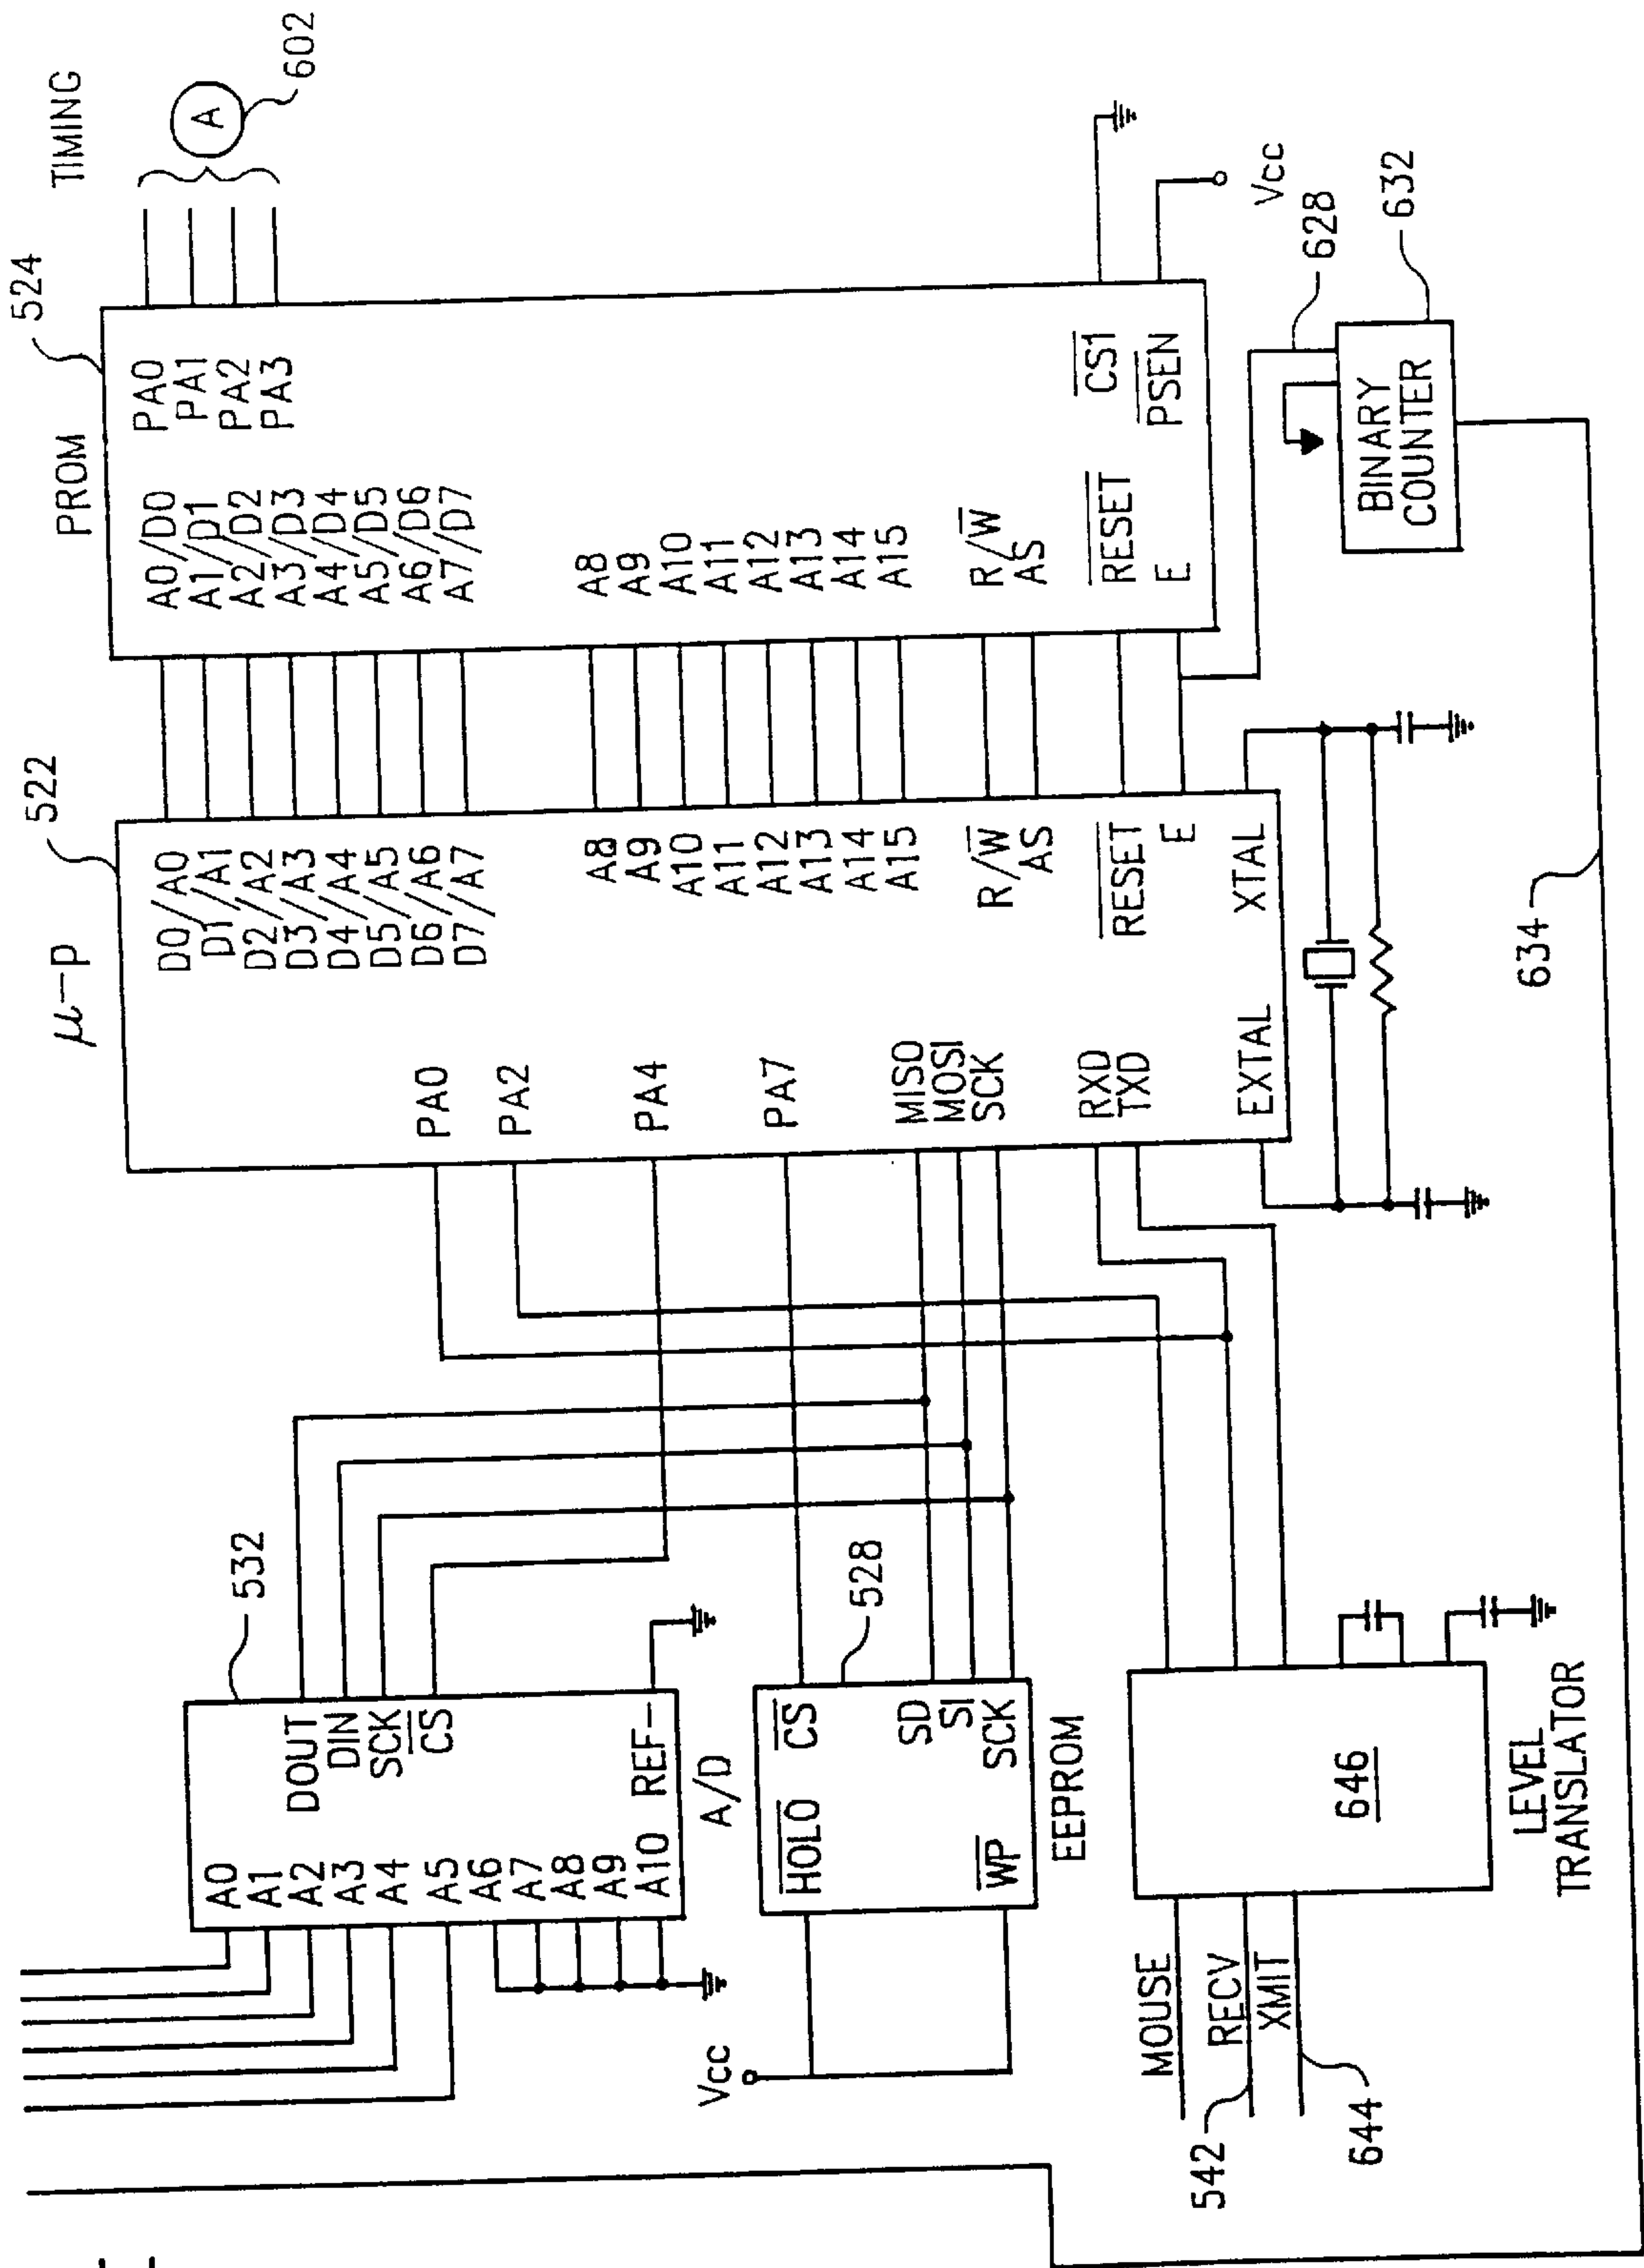 TIMING
A
602
524
PROM
A0/D0
A1/D1
A2/D2
A3/D3
A4/D4
A5/D5
A6/D6
A7/D7
PA0
PA1
PA2
PA3
A8
A9
A10
A11
A12
A13
A14
A15
R/W
AS
RESET
E
CS1
PSEN
Vcc
628
632
BINARY
COUNTER
634
522
μ-P
D0/A0
D1/A1
D2/A2
D3/A3
D4/A4
D5/A5
D6/A6
D7/A7
A8
A9
A10
A11
A12
A13
A14
A15
R/W
AS
RESET
E
XTAL
PA0
PA2
PA4
PA7
MISO
MOSI
SCK
RXD
TXD
EXTAL
532
A0
A1
A2
A3
A4
A5
A6
A7
A8
A9
A10
DOUT
DIN
SCK
CS
REF-
A/D
528
HOLO
CS
SD
SI
SCK
WP
EEPROM
Vcc
MOUSE
RECV
XMIT
542
644
646
LEVEL
TRANSLATOR